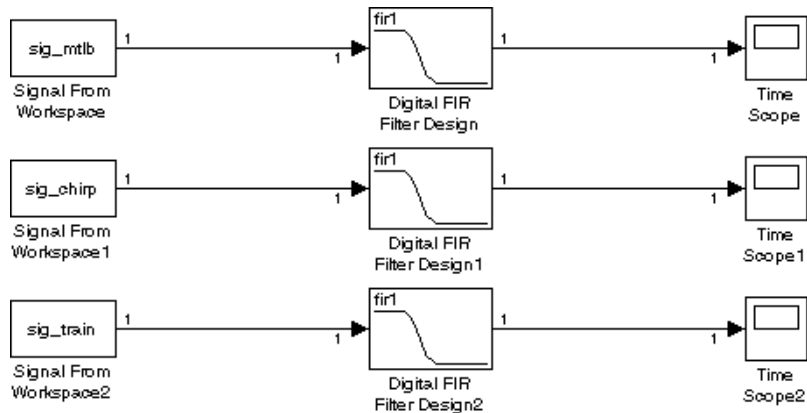 fir1
sig_mtlb
1
1
1
1
Signal From
Workspace
Digital FIR
Filter Design
Time
Scope
fir1
sig_chirp
1
1
1
1
Signal From
Workspace1
Digital FIR
Filter Design1
Time
Scope1
fir1
sig_train
1
1
1
1
Signal From
Workspace2
Digital FIR
Filter Design2
Time
Scope2